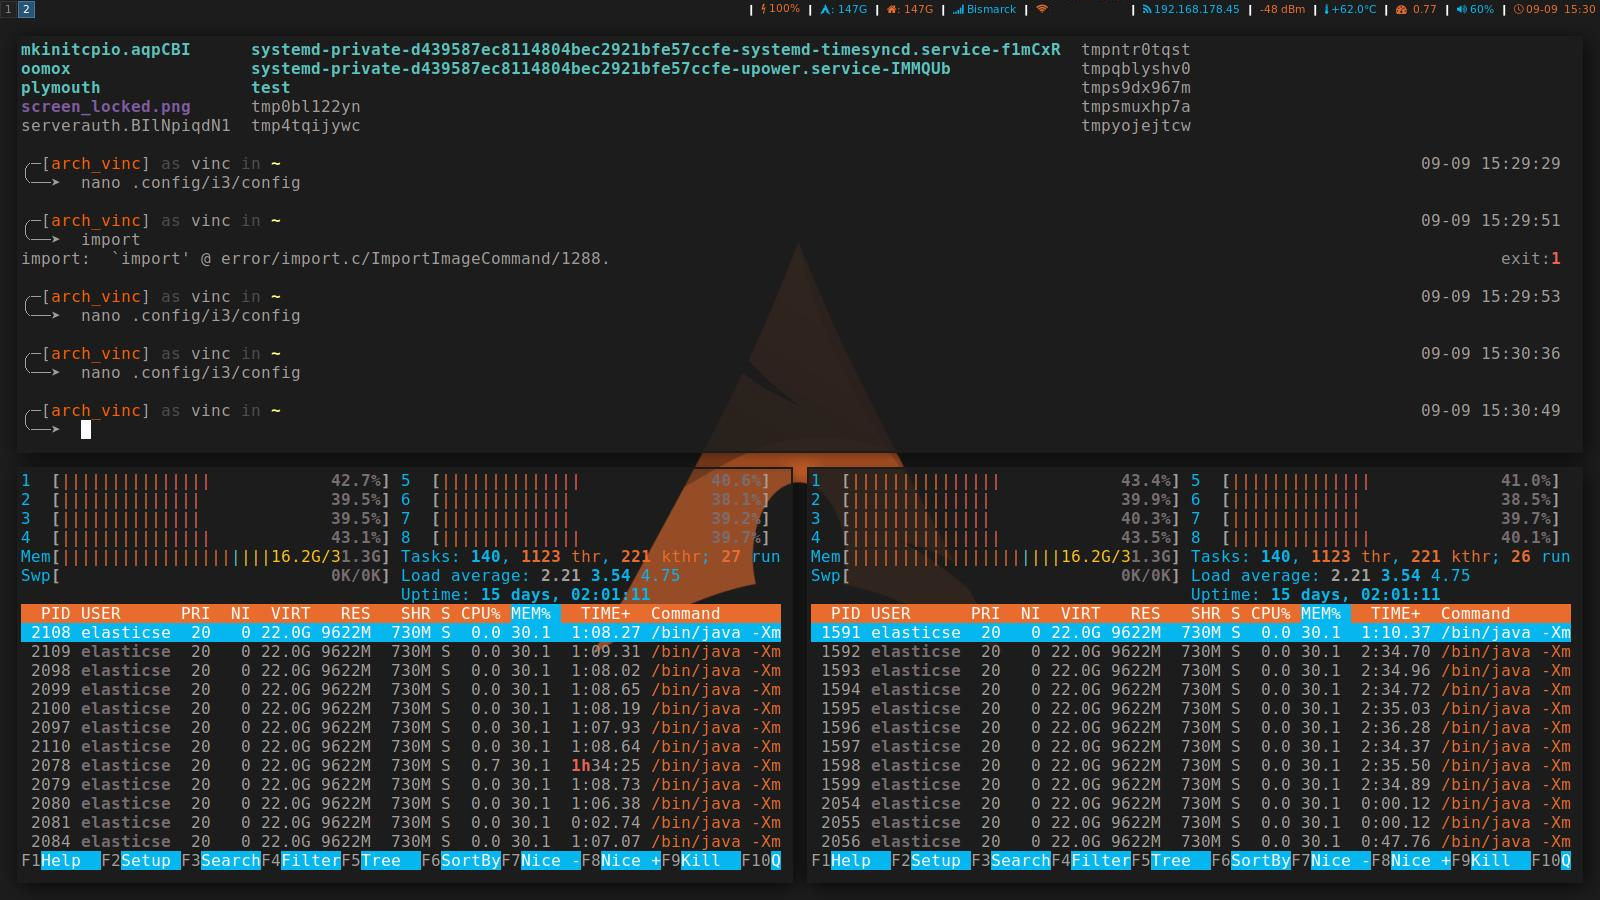 1 2 | 100% | : 147G | : 147G | Bismarck | | 192.168.178.45 | -48 dBm | +62.0°C | 0.77 | 60% | 09-09 15:30
mkinitcpio.aqpCBI systemd-private-d439587ec8114804bec2921bfe57ccfe-systemd-timesyncd.service-f1mCxR tmpntr0tqst
oomox systemd-private-d439587ec8114804bec2921bfe57ccfe-upower.service-IMMQUb tmpqblyshv0
plymouth test tmps9dx967m
screen_locked.png tmp0bl122yn tmpsmuxhp7a
serverauth.BIlNpiqdN1 tmp4tqijywc tmpyojejtcw
[arch_vinc] as vinc in ~ 09-09 15:29:29
nano .config/i3/config
[arch_vinc] as vinc in ~ 09-09 15:29:51
import
import: `import' @ error/import.c/ImportImageCommand/1288. exit:1
[arch_vinc] as vinc in ~ 09-09 15:29:53
nano .config/i3/config
[arch_vinc] as vinc in ~ 09-09 15:30:36
nano .config/i3/config
[arch_vinc] as vinc in ~ 09-09 15:30:49
1 [||||||||||||||| 42.7%] 5 [|||||||||||||| 40.6%]
2 [|||||||||||||| 39.5%] 6 [||||||||||||| 38.1%]
3 [|||||||||||||| 39.5%] 7 [||||||||||||| 39.2%]
4 [||||||||||||||| 43.1%] 8 [|||||||||||||| 39.7%]
Mem[|||||||||||||||||||||16.2G/31.3G] Tasks: 140, 1123 thr, 221 kthr; 27 run
Swp[ 0K/0K] Load average: 2.21 3.54 4.75
Uptime: 15 days, 02:01:11
PID USER PRI NI VIRT RES SHR S CPU% MEM% TIME+ Command
2108 elasticse 20 0 22.0G 9622M 730M S 0.0 30.1 1:08.27 /bin/java -Xm
2109 elasticse 20 0 22.0G 9622M 730M S 0.0 30.1 1:09.31 /bin/java -Xm
2098 elasticse 20 0 22.0G 9622M 730M S 0.0 30.1 1:08.02 /bin/java -Xm
2099 elasticse 20 0 22.0G 9622M 730M S 0.0 30.1 1:08.65 /bin/java -Xm
2100 elasticse 20 0 22.0G 9622M 730M S 0.0 30.1 1:08.19 /bin/java -Xm
2097 elasticse 20 0 22.0G 9622M 730M S 0.0 30.1 1:07.93 /bin/java -Xm
2110 elasticse 20 0 22.0G 9622M 730M S 0.0 30.1 1:08.64 /bin/java -Xm
2078 elasticse 20 0 22.0G 9622M 730M S 0.7 30.1 1h34:25 /bin/java -Xm
2079 elasticse 20 0 22.0G 9622M 730M S 0.0 30.1 1:08.73 /bin/java -Xm
2080 elasticse 20 0 22.0G 9622M 730M S 0.0 30.1 1:06.38 /bin/java -Xm
2081 elasticse 20 0 22.0G 9622M 730M S 0.0 30.1 0:02.74 /bin/java -Xm
2084 elasticse 20 0 22.0G 9622M 730M S 0.0 30.1 1:07.07 /bin/java -Xm
F1Help F2Setup F3SearchF4FilterF5Tree F6SortByF7Nice -F8Nice +F9Kill F10Q
1 [||||||||||||||| 43.4%] 5 [|||||||||||||| 41.0%]
2 [|||||||||||||| 39.9%] 6 [||||||||||||| 38.5%]
3 [|||||||||||||| 40.3%] 7 [||||||||||||| 39.7%]
4 [||||||||||||||| 43.5%] 8 [|||||||||||||| 40.1%]
Mem[|||||||||||||||||||||16.2G/31.3G] Tasks: 140, 1123 thr, 221 kthr; 26 run
Swp[ 0K/0K] Load average: 2.21 3.54 4.75
Uptime: 15 days, 02:01:11
PID USER PRI NI VIRT RES SHR S CPU% MEM% TIME+ Command
1591 elasticse 20 0 22.0G 9622M 730M S 0.0 30.1 1:10.37 /bin/java -Xm
1592 elasticse 20 0 22.0G 9622M 730M S 0.0 30.1 2:34.70 /bin/java -Xm
1593 elasticse 20 0 22.0G 9622M 730M S 0.0 30.1 2:34.96 /bin/java -Xm
1594 elasticse 20 0 22.0G 9622M 730M S 0.0 30.1 2:34.72 /bin/java -Xm
1595 elasticse 20 0 22.0G 9622M 730M S 0.0 30.1 2:35.03 /bin/java -Xm
1596 elasticse 20 0 22.0G 9622M 730M S 0.0 30.1 2:36.28 /bin/java -Xm
1597 elasticse 20 0 22.0G 9622M 730M S 0.0 30.1 2:34.37 /bin/java -Xm
1598 elasticse 20 0 22.0G 9622M 730M S 0.0 30.1 2:35.50 /bin/java -Xm
1599 elasticse 20 0 22.0G 9622M 730M S 0.0 30.1 2:34.89 /bin/java -Xm
2054 elasticse 20 0 22.0G 9622M 730M S 0.0 30.1 0:00.12 /bin/java -Xm
2055 elasticse 20 0 22.0G 9622M 730M S 0.0 30.1 0:00.12 /bin/java -Xm
2056 elasticse 20 0 22.0G 9622M 730M S 0.0 30.1 0:47.76 /bin/java -Xm
F1Help F2Setup F3SearchF4FilterF5Tree F6SortByF7Nice -F8Nice +F9Kill F10Q